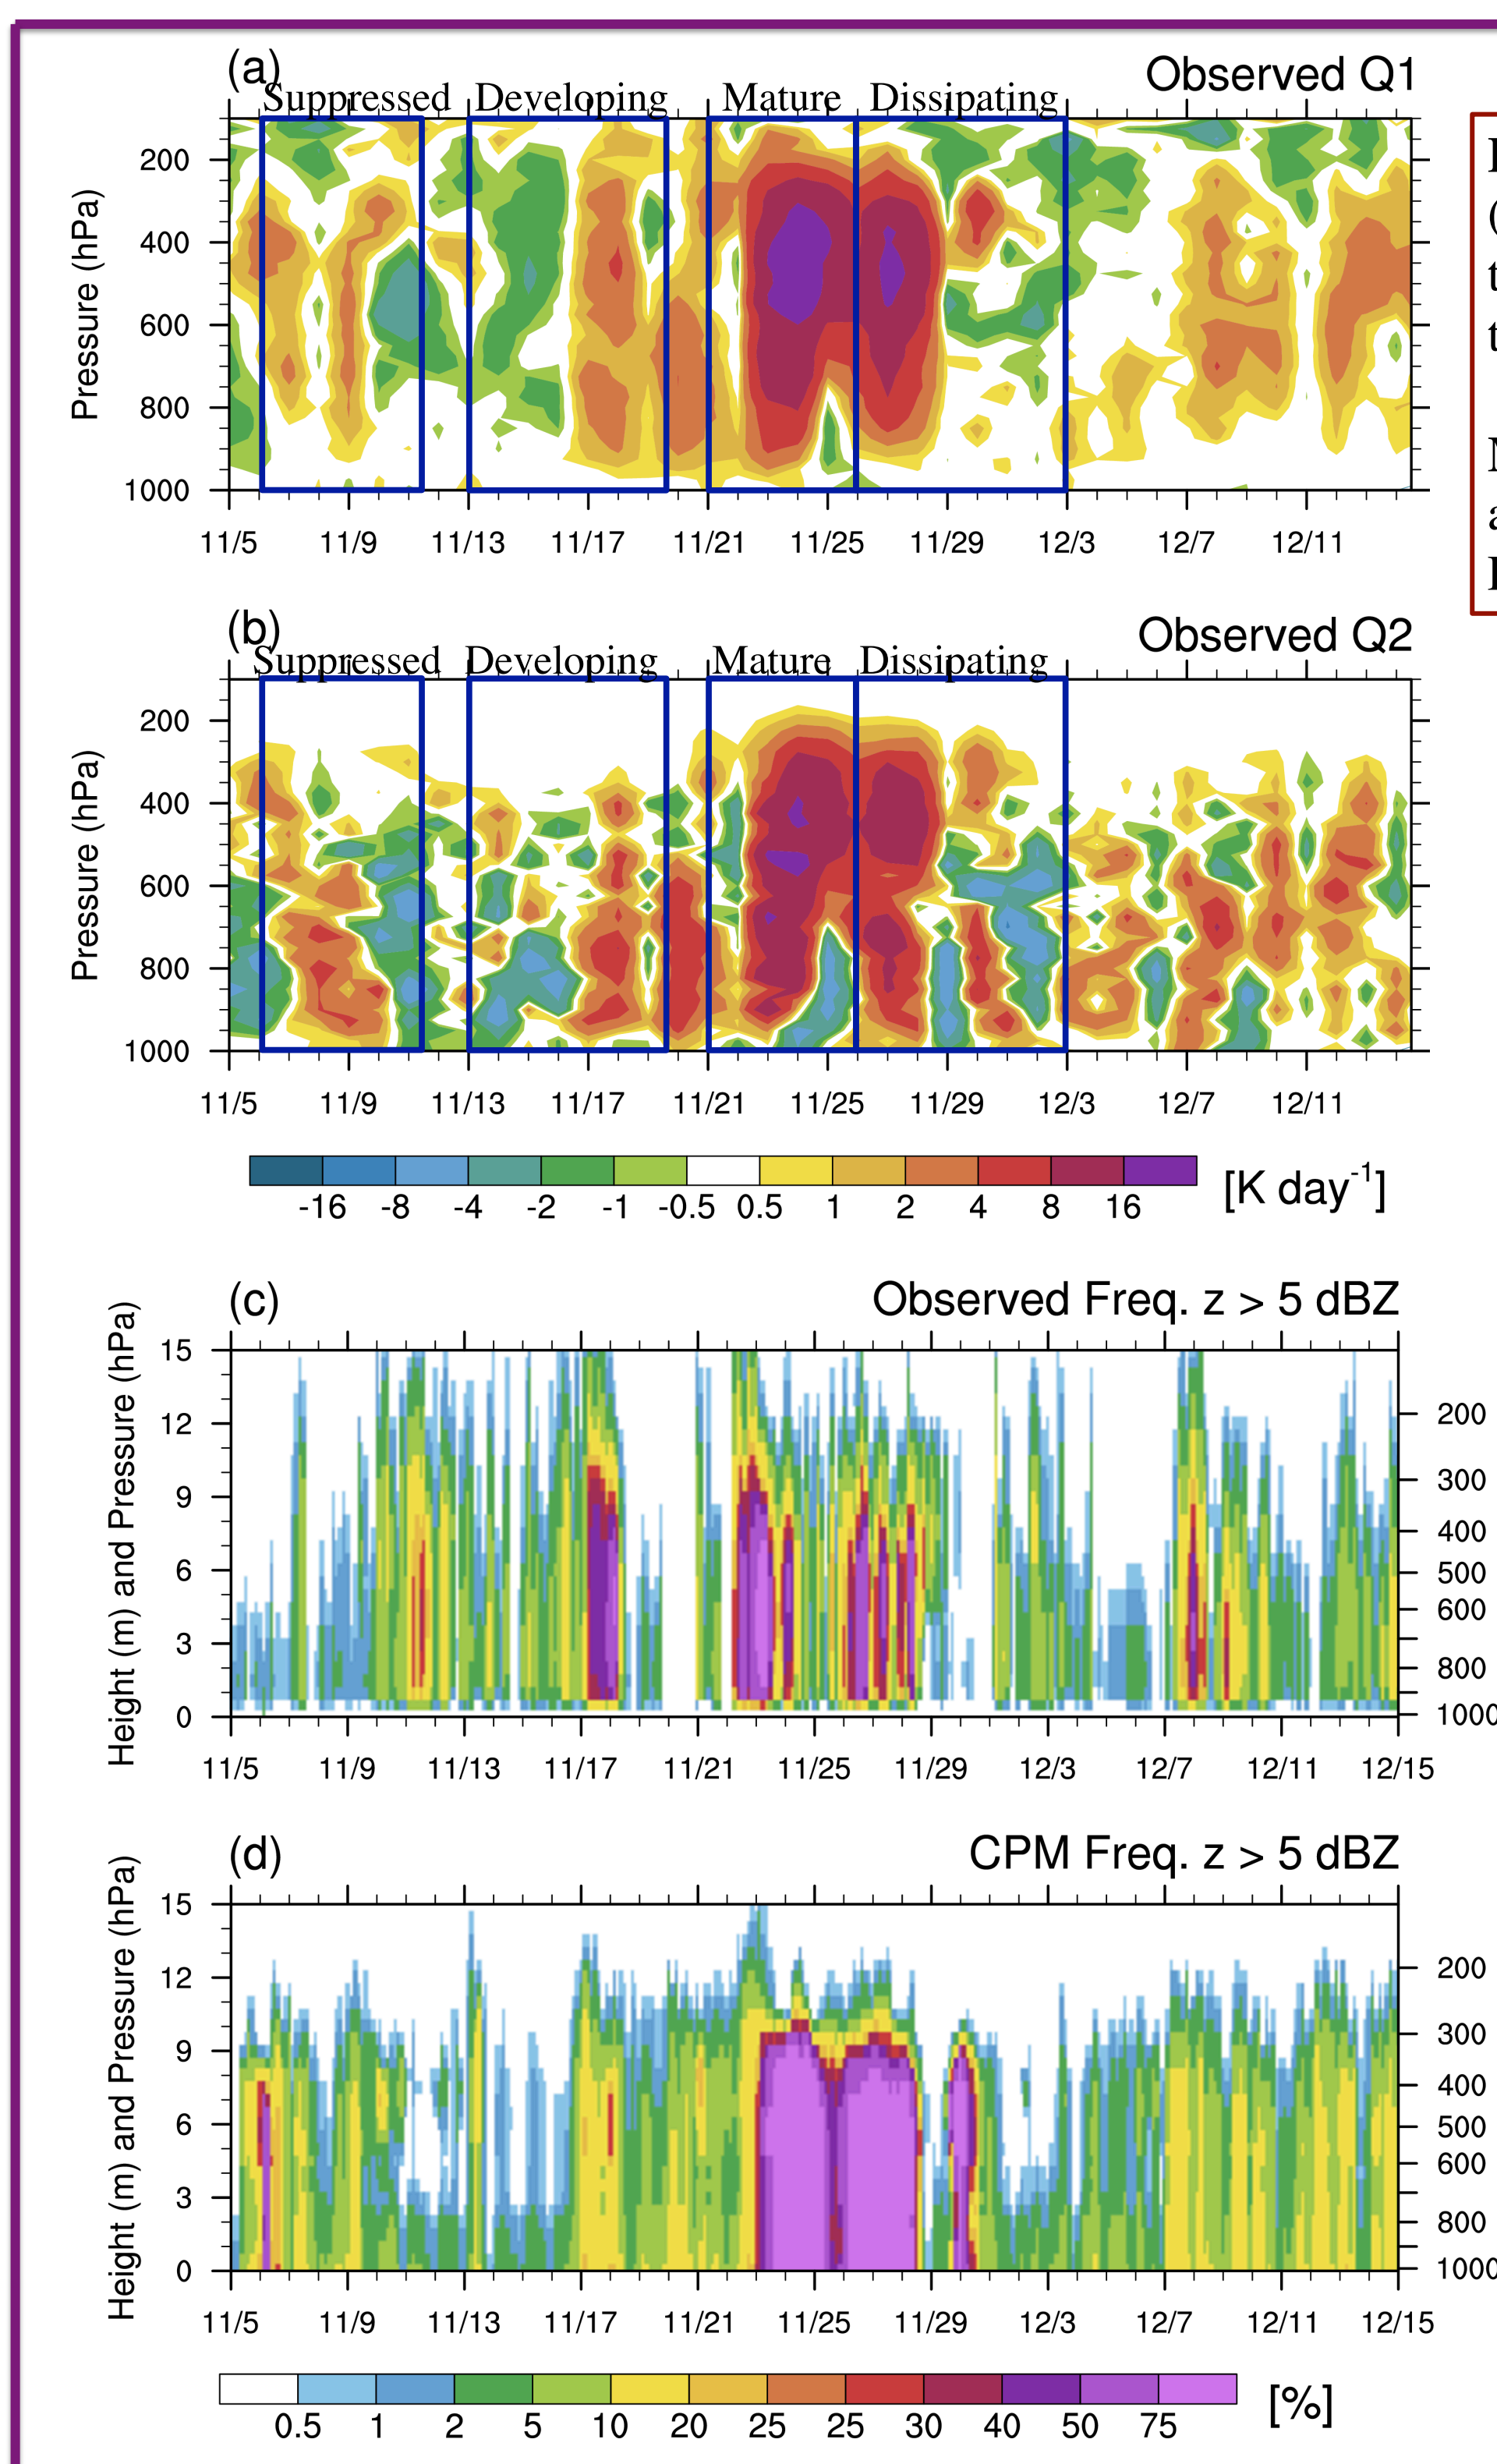 (a)
Observed Q1
Suppressed Developing Mature Dissipating
Pressure (hPa)
200
400
600
800
1000
11/5 11/9 11/13 11/17 11/21 11/25 11/29 12/3 12/7 12/11
(b)
Observed Q2
Suppressed Developing Mature Dissipating
Pressure (hPa)
200
400
600
800
1000
11/5 11/9 11/13 11/17 11/21 11/25 11/29 12/3 12/7 12/11
-16 -8 -4 -2 -1 -0.5 0.5 1 2 4 8 16
[K day-1]
(c)
Observed Freq. z > 5 dBZ
Height (m) and Pressure (hPa)
15
12
9
6
3
0
200
300
400
500
600
800
1000
11/5 11/9 11/13 11/17 11/21 11/25 11/29 12/3 12/7 12/11 12/15
(d)
CPM Freq. z > 5 dBZ
Height (m) and Pressure (hPa)
15
12
9
6
3
0
200
300
400
500
600
800
1000
11/5 11/9 11/13 11/17 11/21 11/25 11/29 12/3 12/7 12/11 12/15
0.5 1 2 5 10 20 25 25 30 40 50 75
[%]